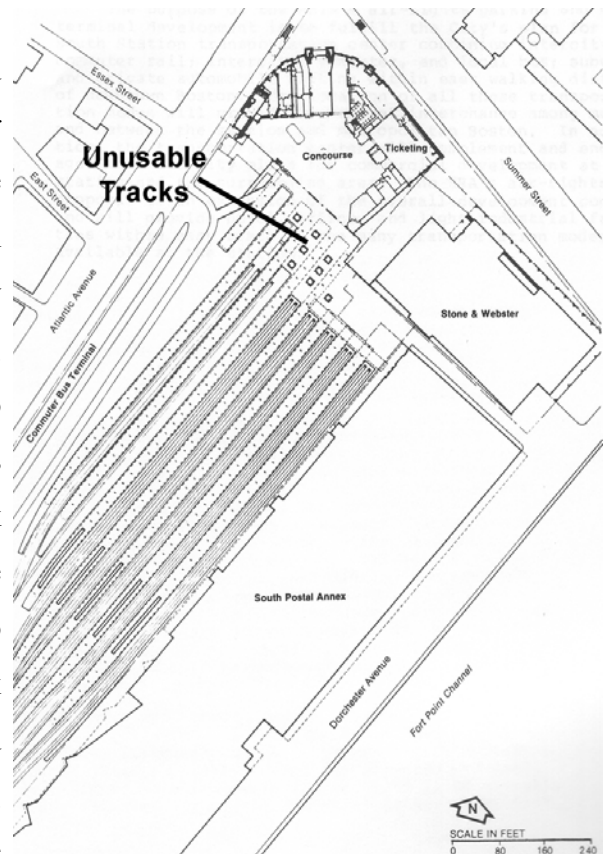 Essex Street
East Street
Atlantic Avenue
Commuter Bus Terminal
Unusable
Tracks
Concourse
Ticketing
Summer Street
Stone & Webster
South Postal Annex
Dorchester Avenue
Fort Point Channel
N
SCALE IN FEET
0 80 160 240